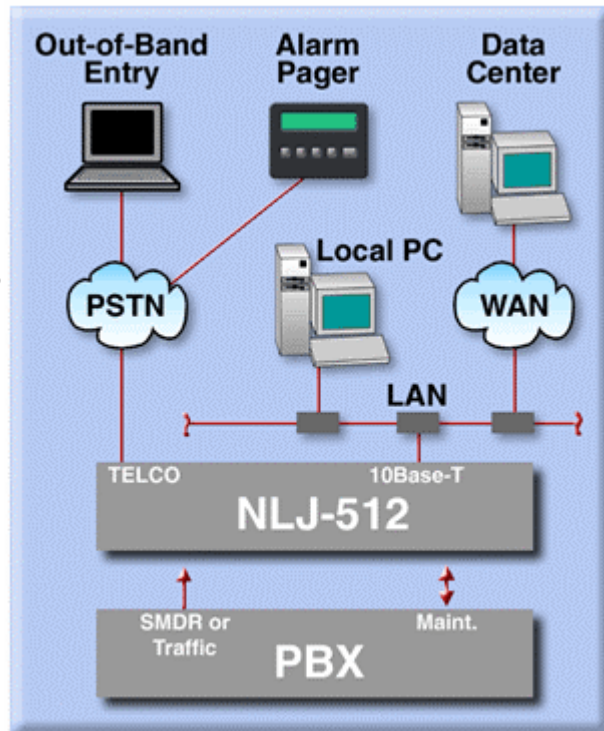 Out-of-Band
Entry
Alarm
Pager
Data
Center
Local PC
PSTN
WAN
LAN
TELCO
10Base-T
NLJ-512
SMDR or
Traffic
Maint.
PBX